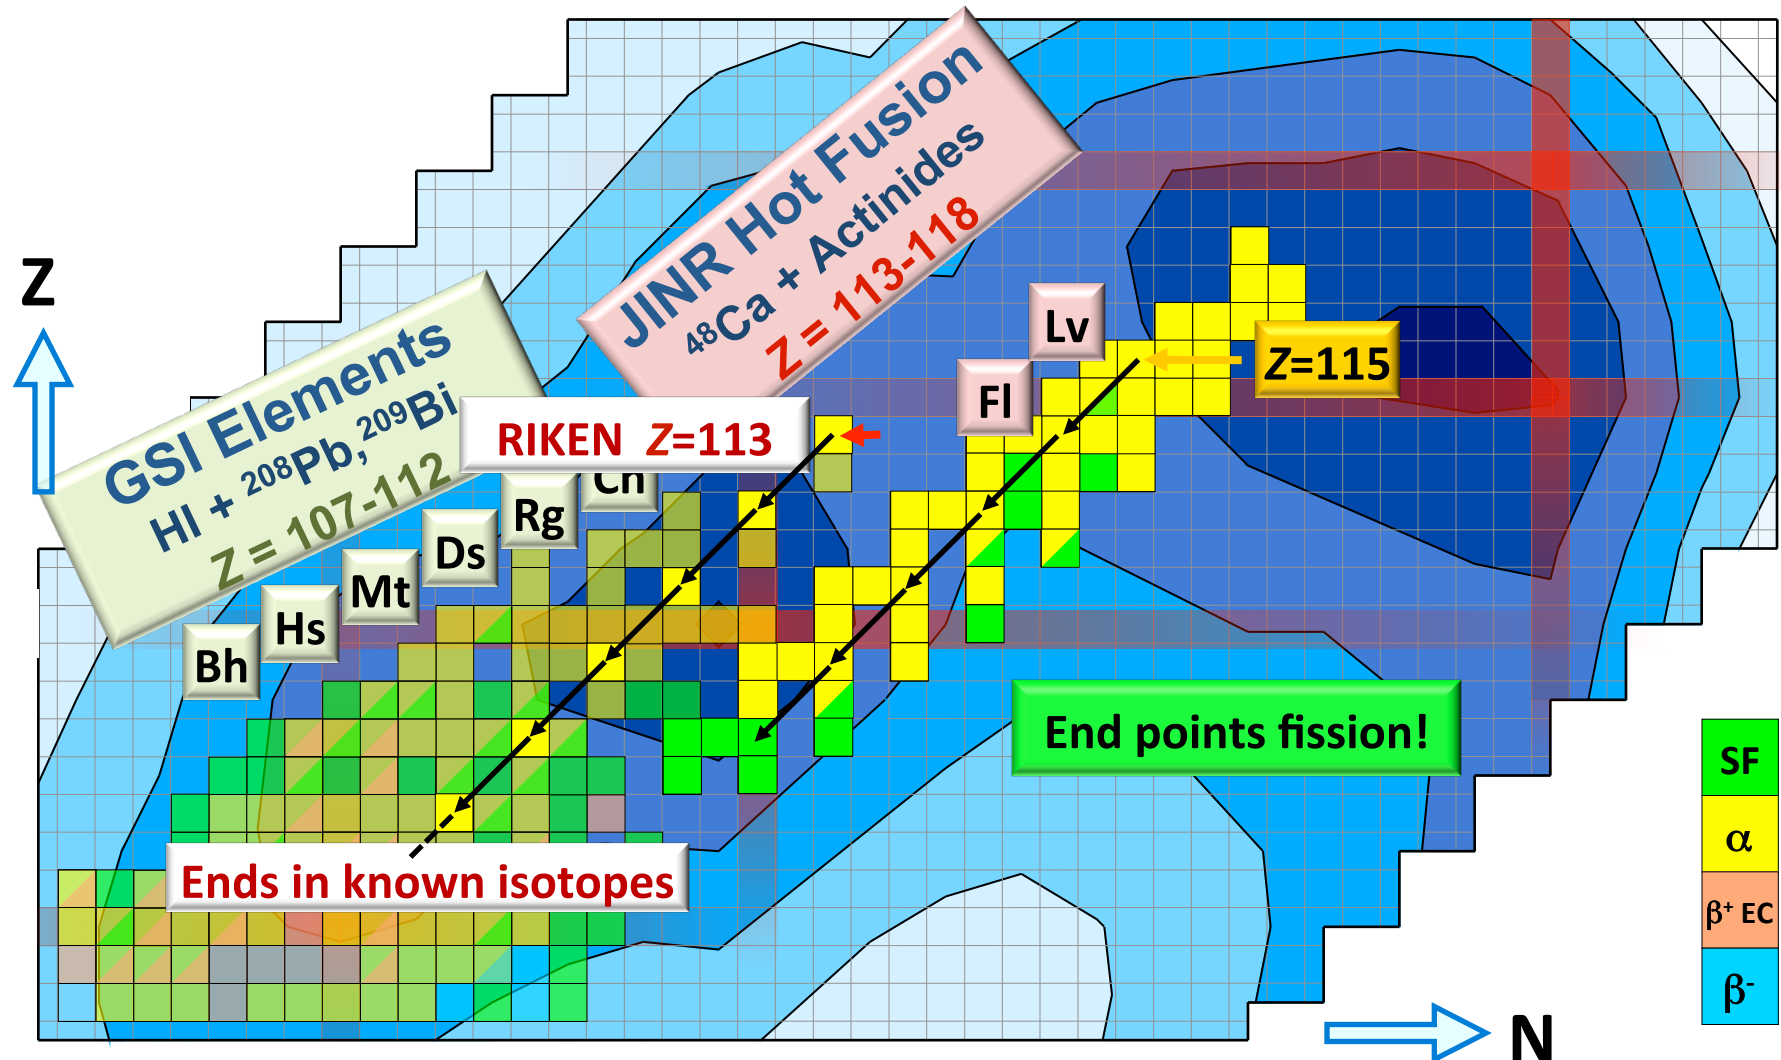 JINR Hot Fusion
⁴⁸Ca + Actinides
Z = 113-118
Z
GSI Elements
HI + ²⁰⁸Pb, ²⁰⁹Bi
Z = 107-112
Lv
Z=115
Fl
RIKEN Z=113
Cn
Rg
Ds
Mt
Hs
Bh
End points fission!
SF
α
β⁺ EC
β⁻
Ends in known isotopes
N